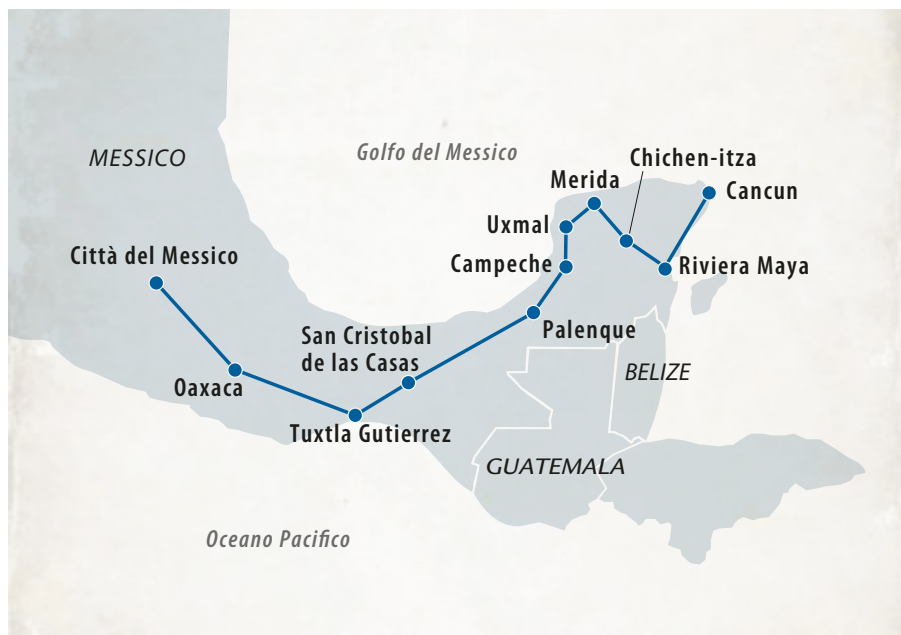 MESSICO
Golfo del Messico
Chichen-itza
Merida
Cancun
Uxmal
Città del Messico
Campeche
Riviera Maya
San Cristobal
de las Casas
Palenque
Oaxaca
BELIZE
Tuxtla Gutierrez
GUATEMALA
Oceano Pacifico